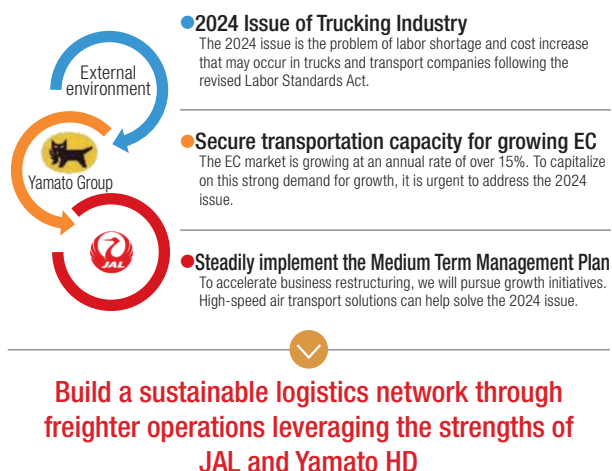 2024 Issue of Trucking Industry
The 2024 issue is the problem of labor shortage and cost increase
that may occur in trucks and transport companies following the
revised Labor Standards Act.
External
environment
Secure transportation capacity for growing EC
The EC market is growing at an annual rate of over 15%. To capitalize
on this strong demand for growth, it is urgent to address the 2024
issue.
Yamato Group
Steadily implement the Medium Term Management Plan
To accelerate business restructuring, we will pursue growth initiatives.
High-speed air transport solutions can help solve the 2024 issue.
JAL
Build a sustainable logistics network through
freighter operations leveraging the strengths of
JAL and Yamato HD